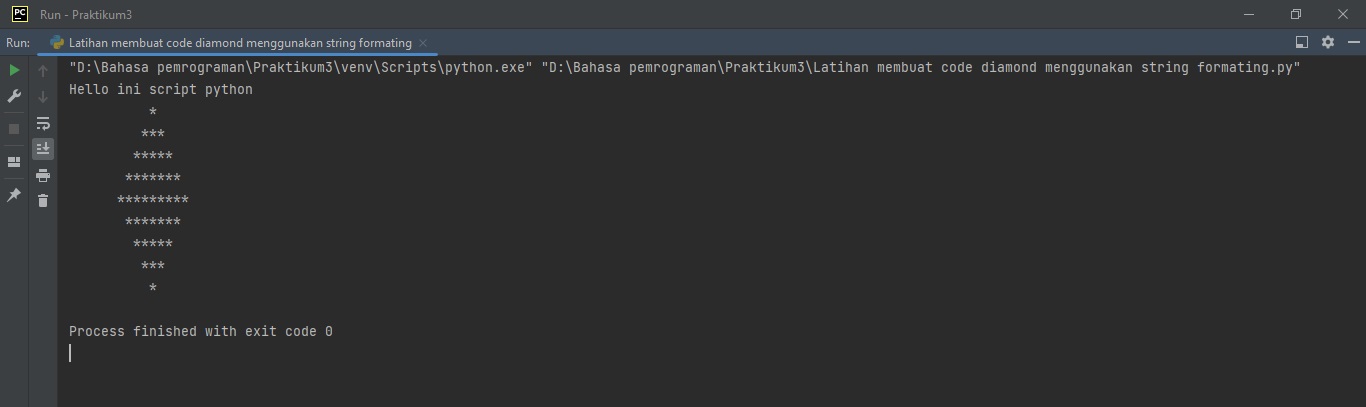 PC Run - Praktikum3
Run: Latihan membuat code diamond menggunakan string formating
"D:\Bahasa pemrograman\Praktikum3\venv\Scripts\python.exe" "D:\Bahasa pemrograman\Praktikum3\Latihan membuat code diamond menggunakan string formating.py"
Hello ini script python
          *
         ***
        *****
       *******
      *********
       *******
        *****
         ***
          *
Process finished with exit code 0